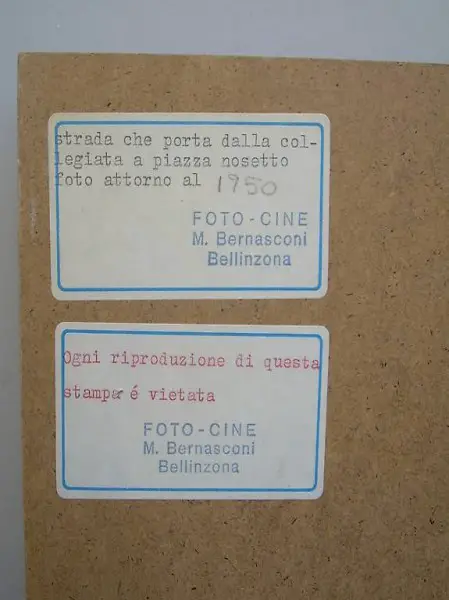 strada che porta dalla col-
legiata a piazza nosetto
foto attorno al 1950
FOTO-CINE
M. Bernasconi
Bellinzona
Ogni riproduzione di questa
stampa é vietata
FOTO-CINE
M. Bernasconi
Bellinzona